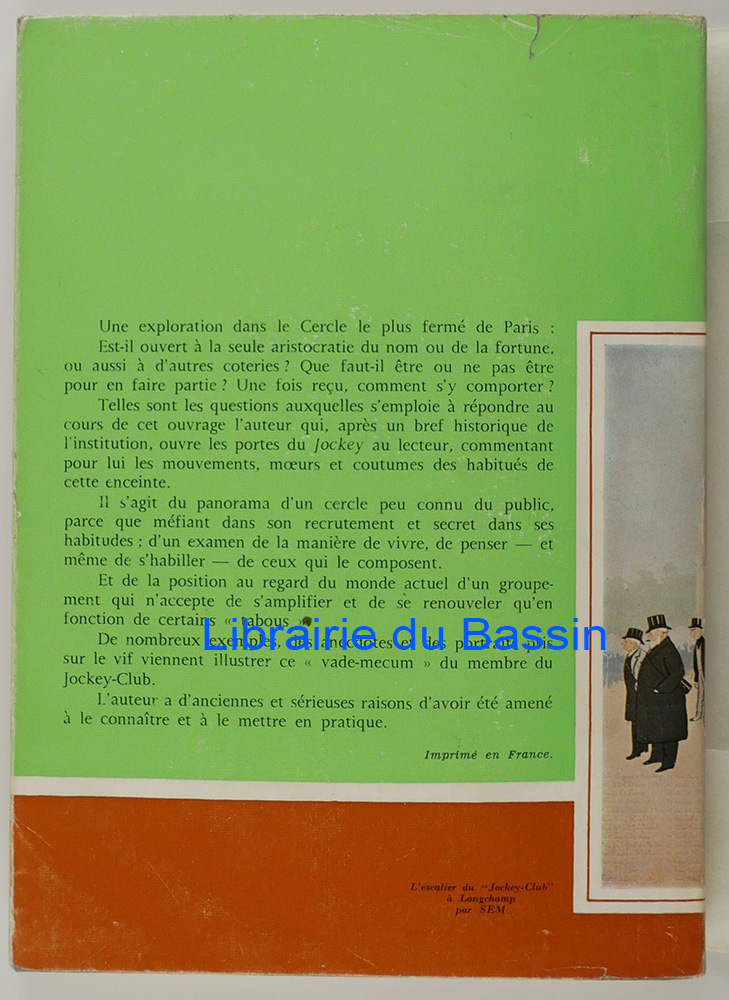 Une exploration dans le Cercle le plus fermé de Paris :
Est-il ouvert à la seule aristocratie du nom ou de la fortune,
ou aussi à d'autres coteries ? Que faut-il être ou ne pas être
pour en faire partie ? Une fois reçu, comment s'y comporter ?
Telles sont les questions auxquelles s'emploie à répondre au
cours de cet ouvrage l'auteur qui, après un bref historique de
l'institution, ouvre les portes du Jockey au lecteur, commentant
pour lui les mouvements, mœurs et coutumes des habitués de
cette enceinte.
Il s'agit du panorama d'un cercle peu connu du public,
parce que méfiant dans son recrutement et secret dans ses
habitudes ; d'un examen de la manière de vivre, de penser — et
même de s'habiller — de ceux qui le composent.
Et de la position au regard du monde actuel d'un groupe-
ment qui n'accepte de s'amplifier et de se renouveler qu'en
fonction de certains « tabous ».
Librairie du Bassin
De nombreux exemples, des anecdotes et des portraits pris
sur le vif viennent illustrer ce « vade-mecum » du membre du
Jockey-Club.
L'auteur a d'anciennes et sérieuses raisons d'avoir été amené
à le connaître et à le mettre en pratique.
Imprimé en France.
L'escalier du "Jockey-Club"
à Longchamp
par SEM